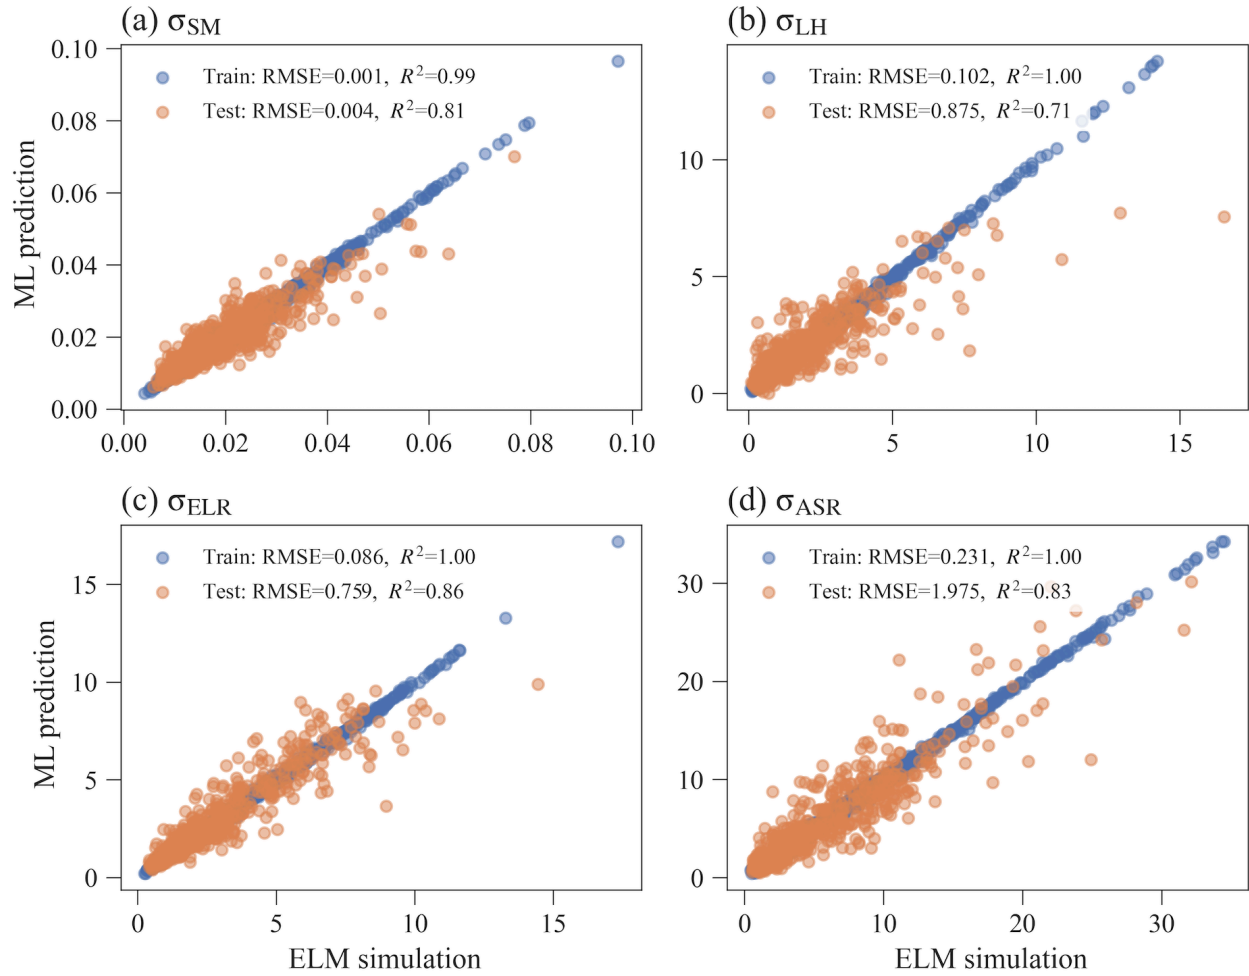 (a) σSM
0.10
0.08
0.06
0.04
0.02
0.00
ML prediction
Train: RMSE=0.001, R²=0.99
Test: RMSE=0.004, R²=0.81
0.00 0.02 0.04 0.06 0.08 0.10
(b) σLH
10
5
0
Train: RMSE=0.102, R²=1.00
Test: RMSE=0.875, R²=0.71
0 5 10 15
(c) σELR
15
10
5
0
ML prediction
Train: RMSE=0.086, R²=1.00
Test: RMSE=0.759, R²=0.86
0 5 10 15
ELM simulation
(d) σASR
30
20
10
0
Train: RMSE=0.231, R²=1.00
Test: RMSE=1.975, R²=0.83
0 10 20 30
ELM simulation